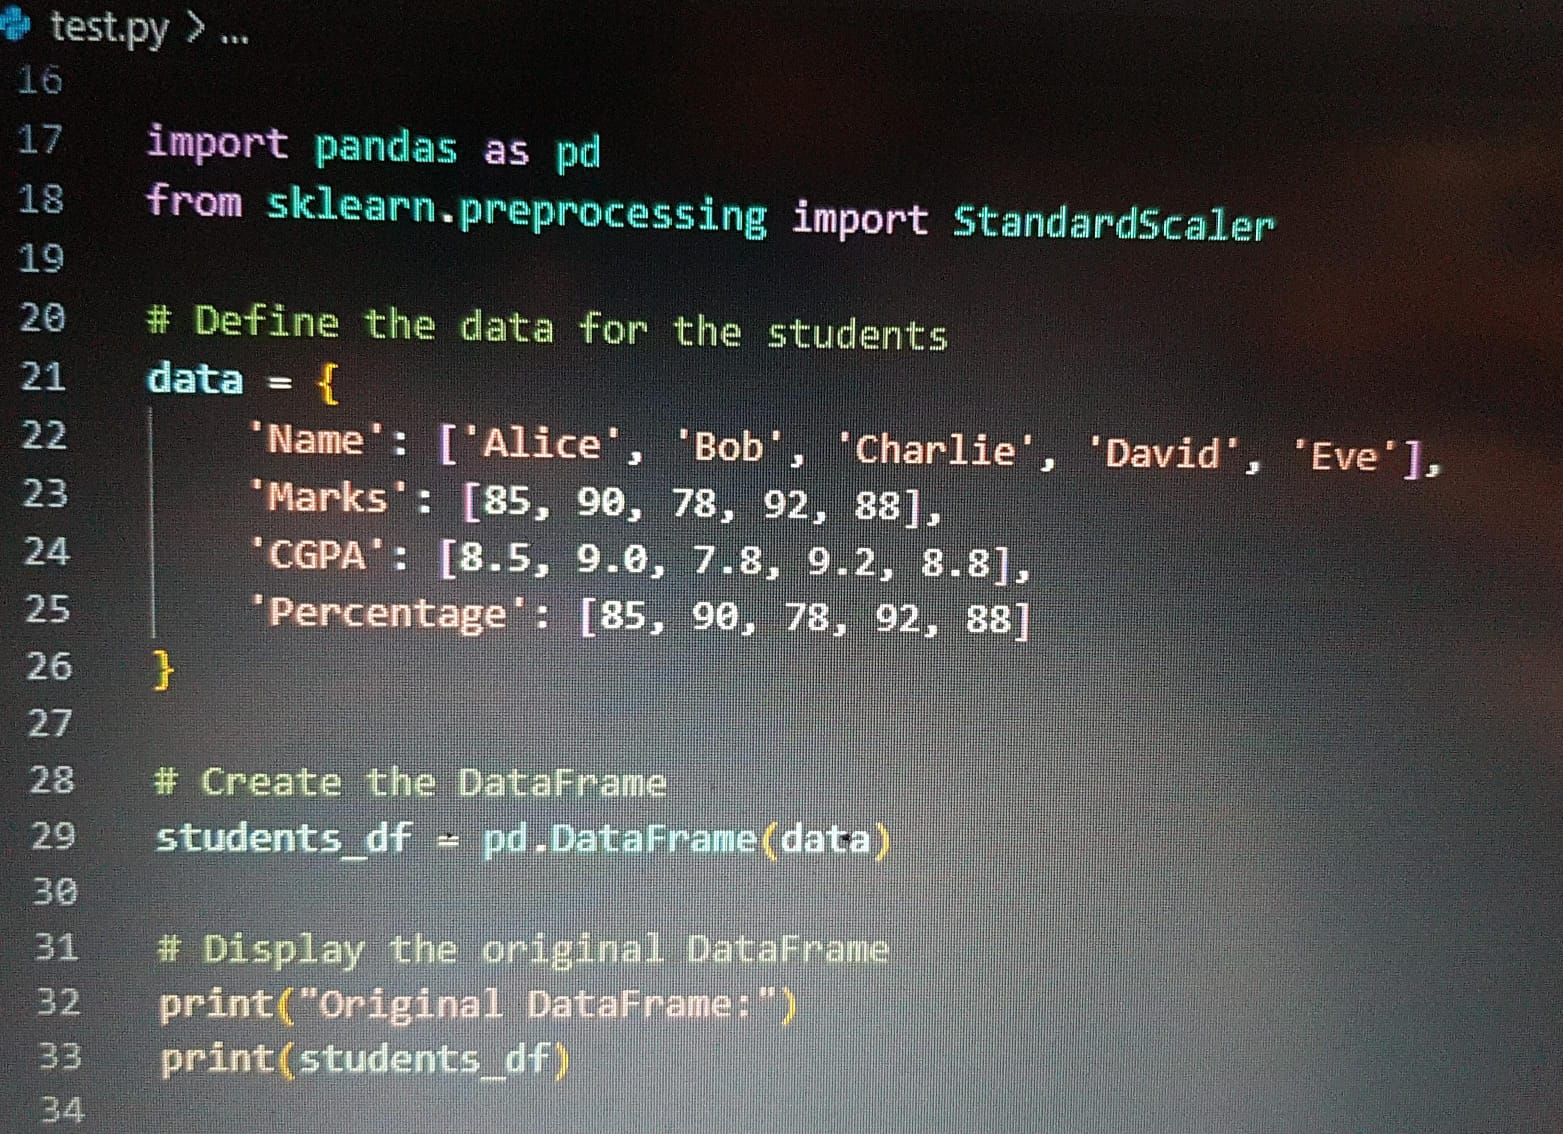 test.py > ...
16
17 import pandas as pd
18 from sklearn.preprocessing import StandardScaler
19
20 # Define the data for the students
21 data = {
22     'Name': ['Alice', 'Bob', 'Charlie', 'David', 'Eve'],
23     'Marks': [85, 90, 78, 92, 88],
24     'CGPA': [8.5, 9.0, 7.8, 9.2, 8.8],
25     'Percentage': [85, 90, 78, 92, 88]
26 }
27
28 # Create the DataFrame
29 students_df = pd.DataFrame(data)
30
31 # Display the original DataFrame
32 print("Original DataFrame:")
33 print(students_df)
34